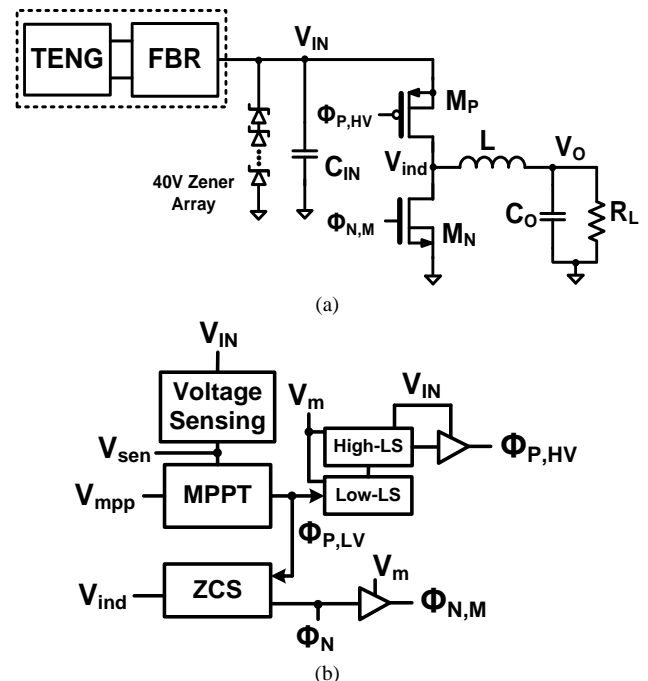 TENG
FBR
V_IN
40V Zener
Array
C_IN
Φ_P,HV
M_P
V_ind
L
V_O
Φ_N,M
M_N
C_O
R_L
(a)
V_IN
Voltage
Sensing
V_sen
V_mpp
MPPT
Φ_P,LV
V_m
High-LS
Low-LS
V_IN
Φ_P,HV
V_ind
ZCS
Φ_N
V_m
Φ_N,M
(b)